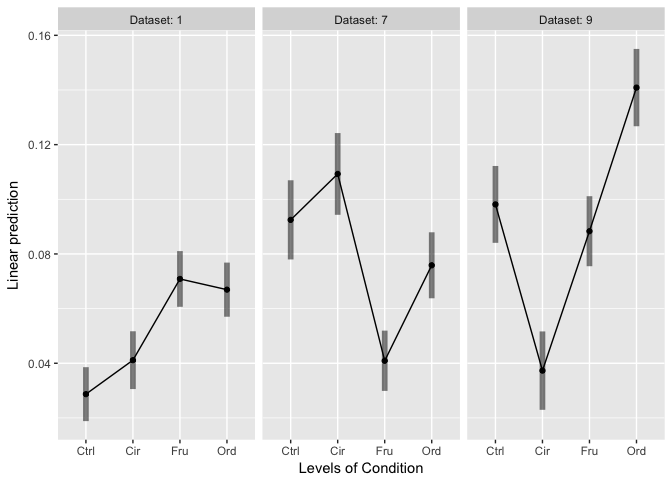 Dataset: 1
Dataset: 7
Dataset: 9
0.16
0.12
0.08
0.04
Linear prediction
Ctrl Cir Fru Ord
Ctrl Cir Fru Ord
Ctrl Cir Fru Ord
Levels of Condition